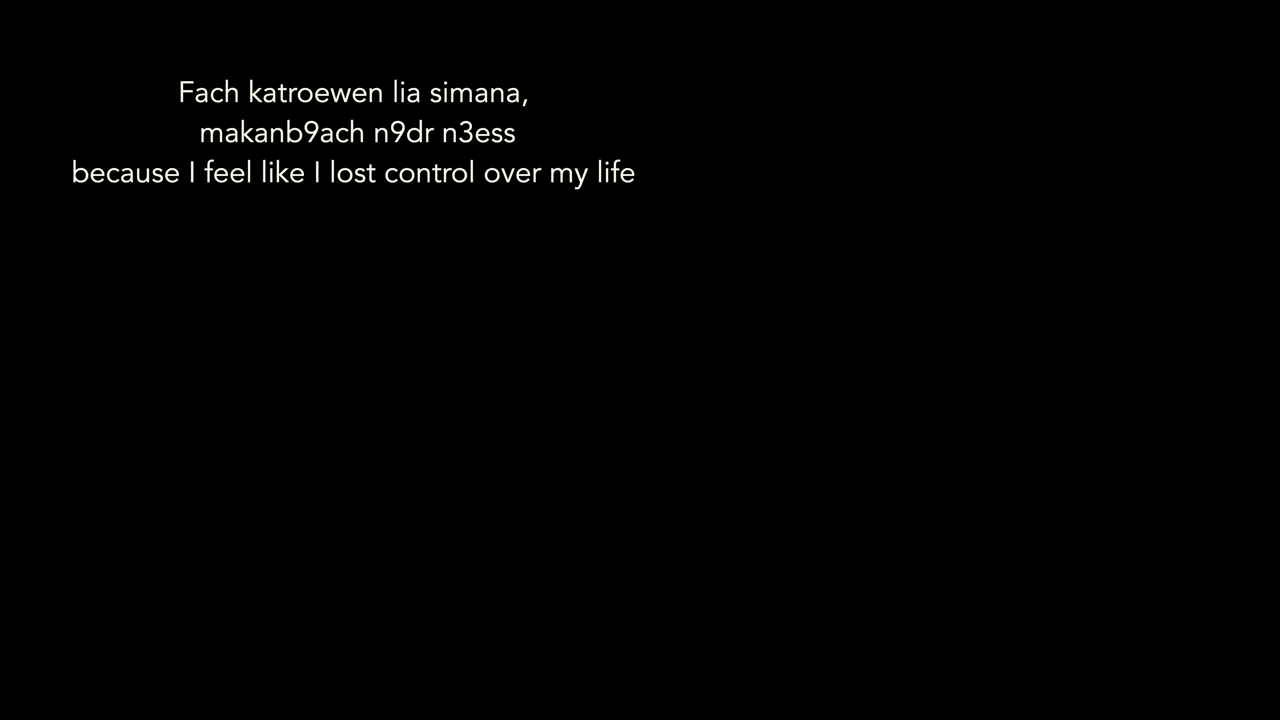 Fach katroewen lia simana,
makanb9ach n9dr n3ess
because I feel like I lost control over my life